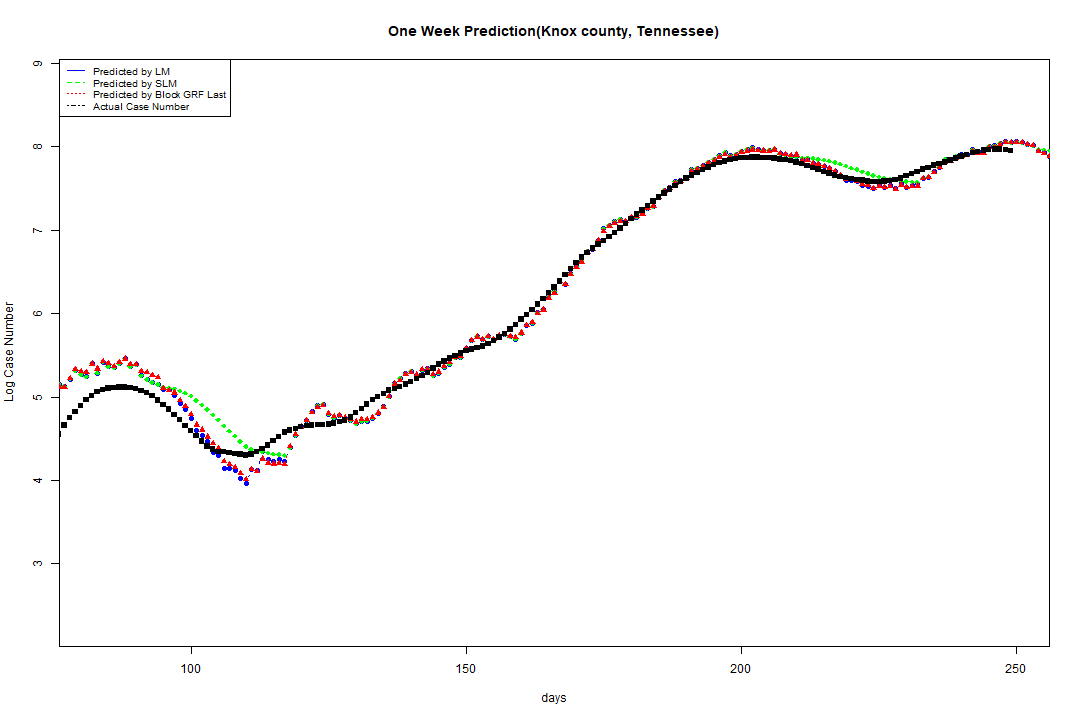 One Week Prediction(Knox county, Tennessee)
Predicted by LM
Predicted by SLM
Predicted by Block GRF Last
Actual Case Number
9
8
7
6
5
4
3
Log Case Number
100 150 200 250
days